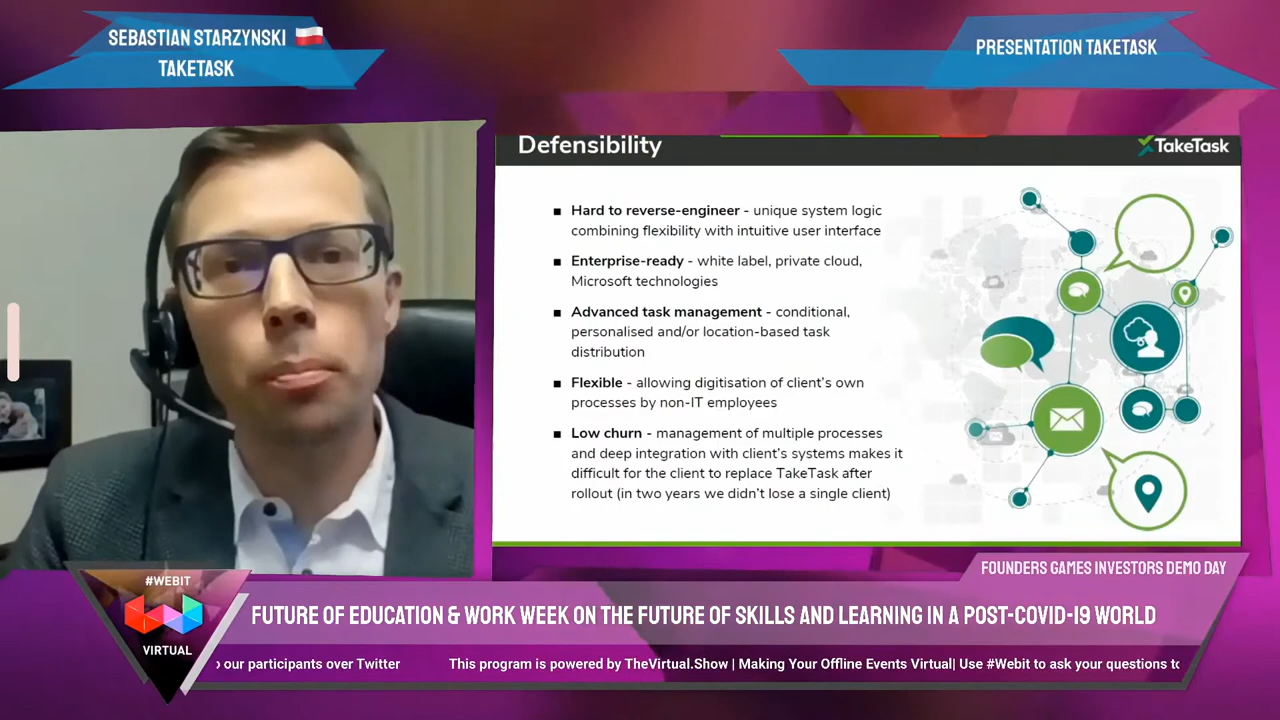 SEBASTIAN STARZYNSKI
TAKETASK
PRESENTATION TAKETASK
Defensibility
TakeTask
■ Hard to reverse-engineer - unique system logic
combining flexibility with intuitive user interface
■ Enterprise-ready - white label, private cloud,
Microsoft technologies
■ Advanced task management - conditional,
personalised and/or location-based task
distribution
■ Flexible - allowing digitisation of client's own
processes by non-IT employees
■ Low churn - management of multiple processes
and deep integration with client's systems makes it
difficult for the client to replace TakeTask after
rollout (in two years we didn't lose a single client)
FOUNDERS GAMES INVESTORS DEMO DAY
#WEBIT
VIRTUAL
FUTURE OF EDUCATION & WORK WEEK ON THE FUTURE OF SKILLS AND LEARNING IN A POST-COVID-19 WORLD
our participants over Twitter This program is powered by TheVirtual.Show | Making Your Offline Events Virtual| Use #Webit to ask your questions